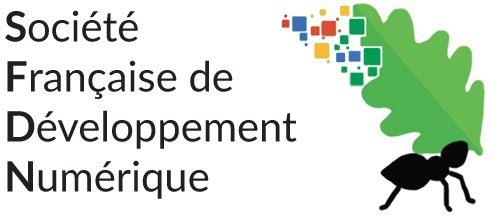 Société
Française de
Développement
Numérique